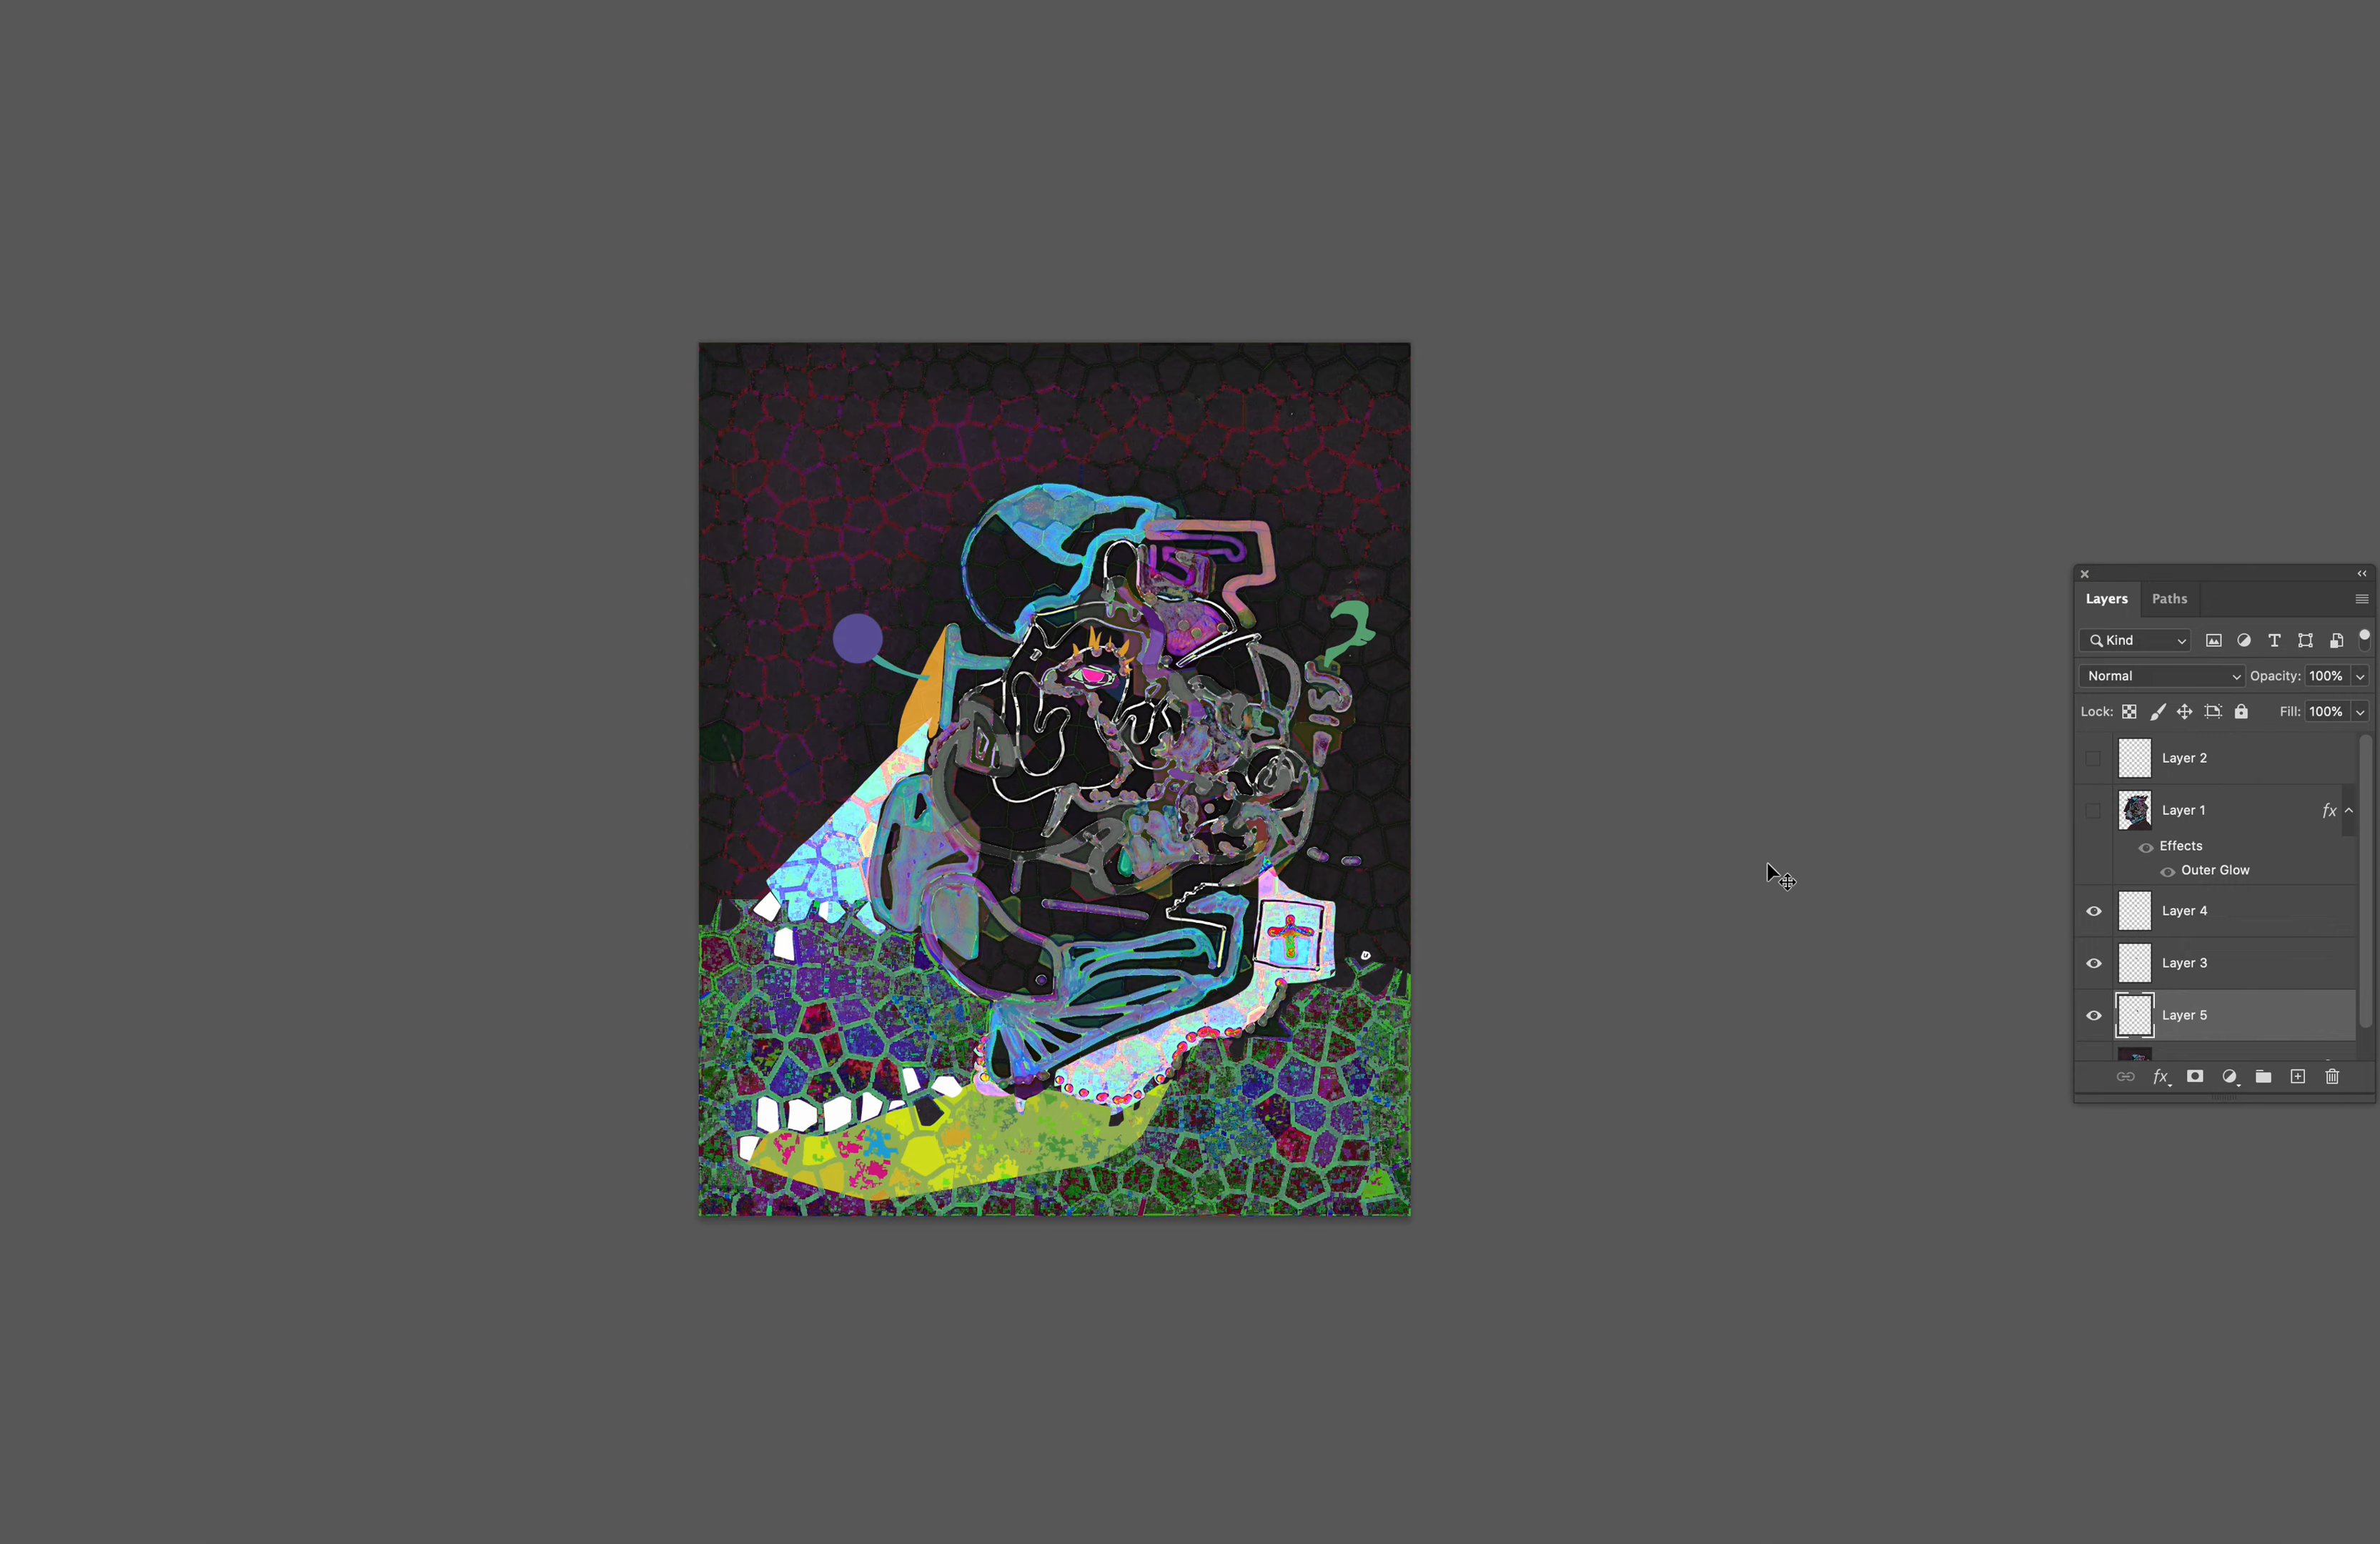 Layers Paths
Kind
Normal Opacity: 100%
Lock: Fill: 100%
Layer 2
Layer 1 fx
Effects
Outer Glow
Layer 4
Layer 3
Layer 5
fx